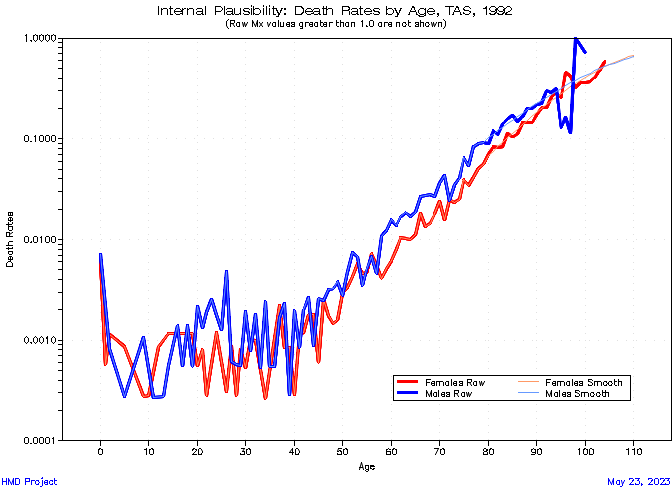 Internal Plausibility: Death Rates by Age, TAS, 1992
(Raw Mx values greater than 1.0 are not shown)
1.0000
0.1000
0.0100
0.0010
0.0001
Death Rates
0 10 20 30 40 50 60 70 80 90 100 110
Age
Females Raw Females Smooth
Males Raw Males Smooth
HMD Project May 23, 2023